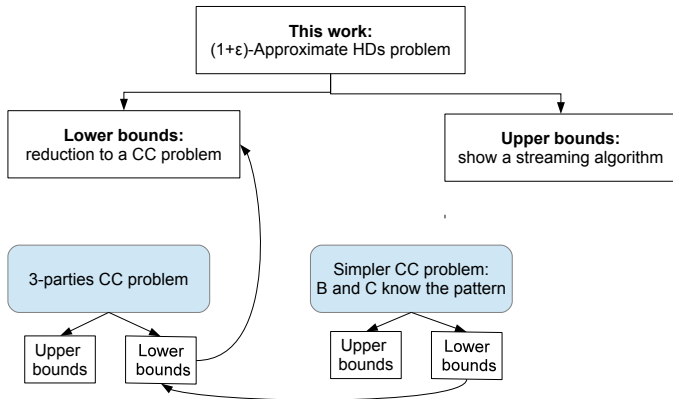 This work:
(1+ε)-Approximate HDs problem
Lower bounds:
reduction to a CC problem
Upper bounds:
show a streaming algorithm
3-parties CC problem
Simpler CC problem:
B and C know the pattern
Upper
bounds
Lower
bounds
Upper
bounds
Lower
bounds